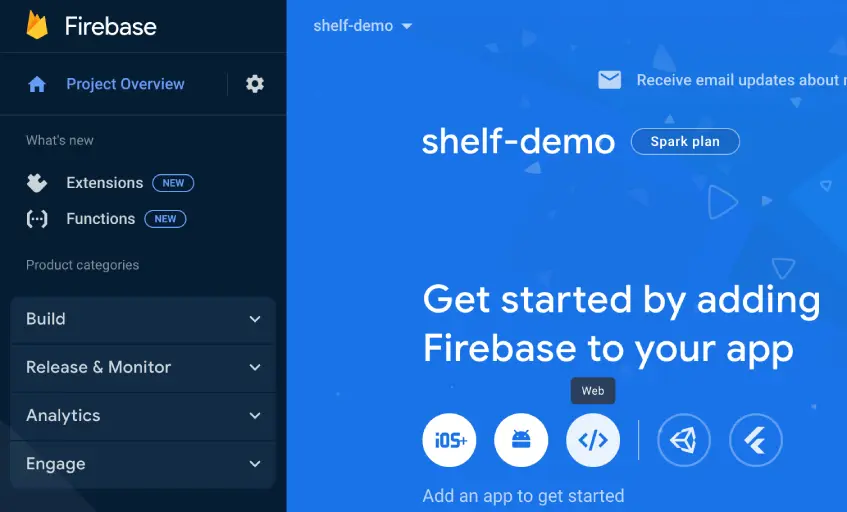 Firebase
shelf-demo
Project Overview
Receive email updates about
What's new
shelf-demo
Spark plan
Extensions NEW
Functions NEW
Product categories
Get started by adding
Firebase to your app
Build
Release & Monitor
Analytics
Engage
Web
iOS+
</>
Add an app to get started